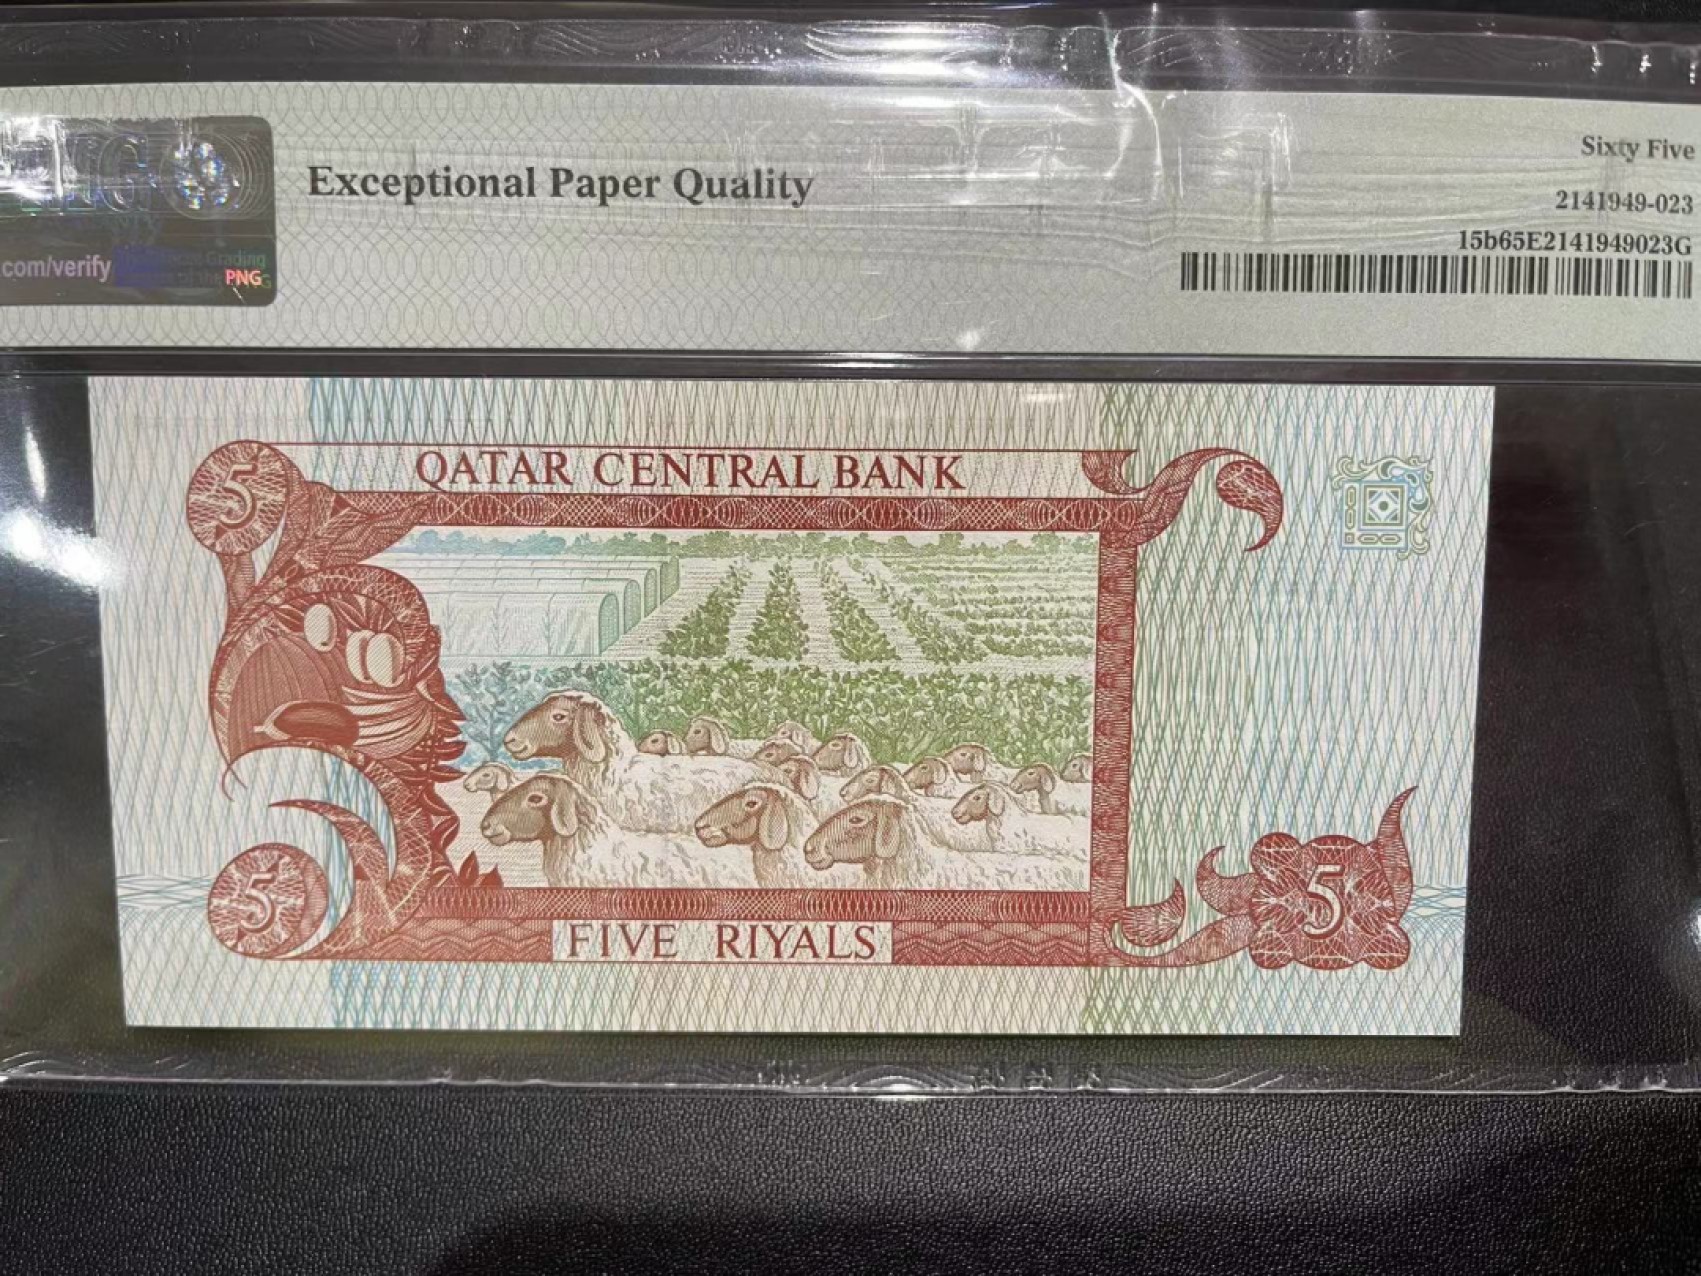 Exceptional Paper Quality
Sixty Five
2141949-023
15b65E2141949023G
.com/verify
Grading
PNG
5
QATAR CENTRAL BANK
5
FIVE RIYALS
5